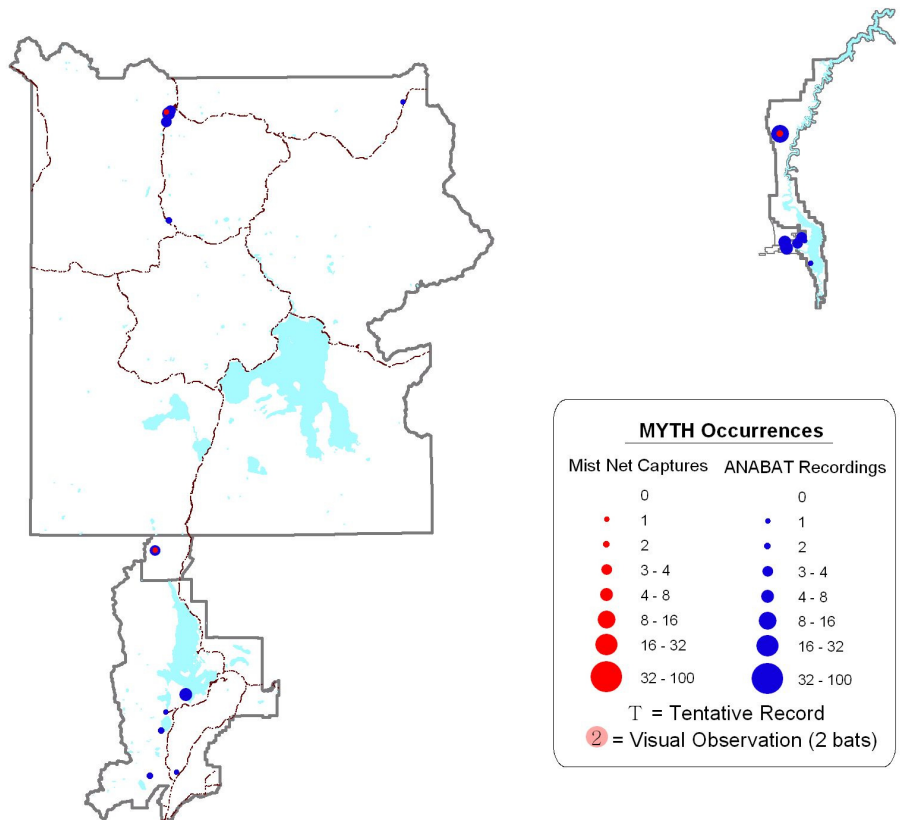 MYTH Occurrences
Mist Net Captures ANABAT Recordings
0 0
1 1
2 2
3 - 4 3 - 4
4 - 8 4 - 8
8 - 16 8 - 16
16 - 32 16 - 32
32 - 100 32 - 100
T = Tentative Record
2 = Visual Observation (2 bats)